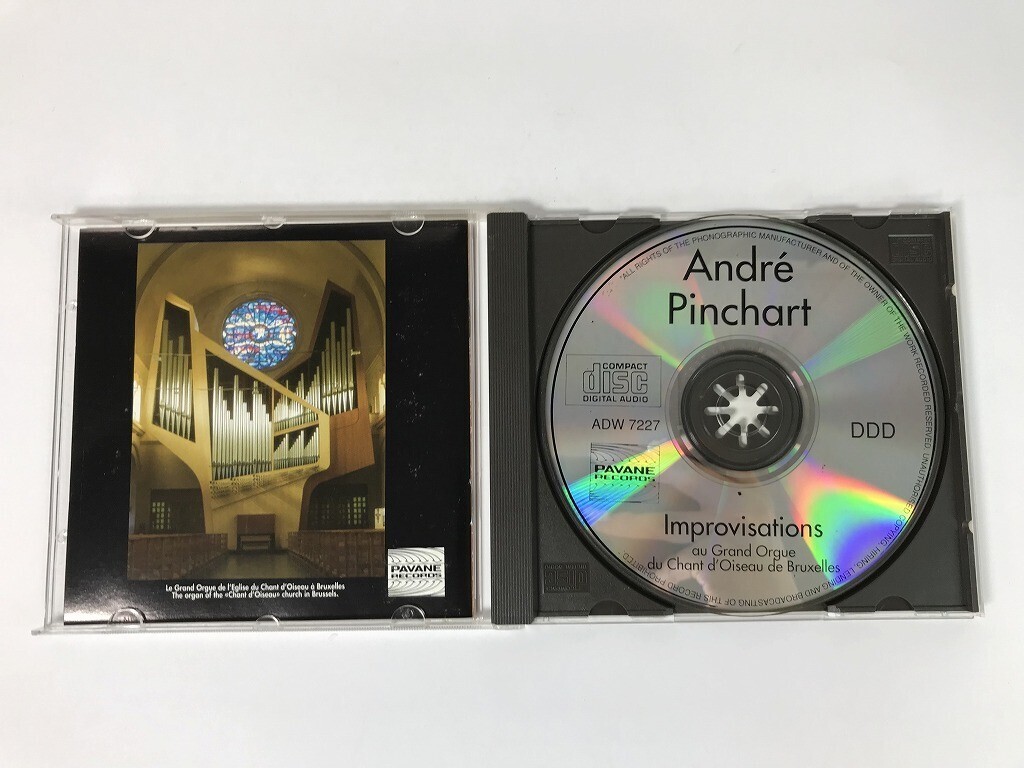 Le Grand Orgue de l'Eglise du Chant d'Oiseau à Bruxelles
The organ of the «Chant d'Oiseau» church in Brussels.
PAVANE
RECORDS
"ALL RIGHTS OF THE PHONOGRAPHIC MANUFACTURER AND OF THE OWNER OF THE WORK RECORDED RESERVED. UNAUTHORISED COPYING, HIRING, LENDING AND BROADCASTING OF THIS RECORD PROHIBITED.
André
Pinchart
COMPACT
disc
DIGITAL AUDIO
ADW 7227
DDD
PAVANE
RECORDS
Improvisations
au Grand Orgue
du Chant d'Oiseau de Bruxelles